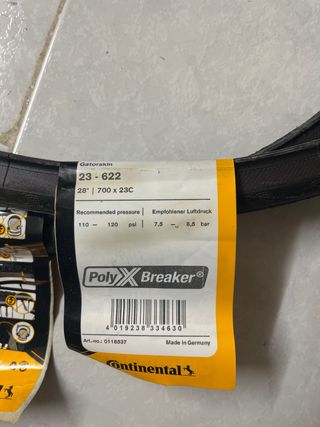 Gatorskin
23 - 622
28" | 700 x 23C
Recommended pressure | Empfohlener Luftdruck
110 – 120 psi | 7,5 – 8,5 bar
PolyX Breaker®
4 019238 334630
Art.-no.: 0118537 Made in Germany
Continental